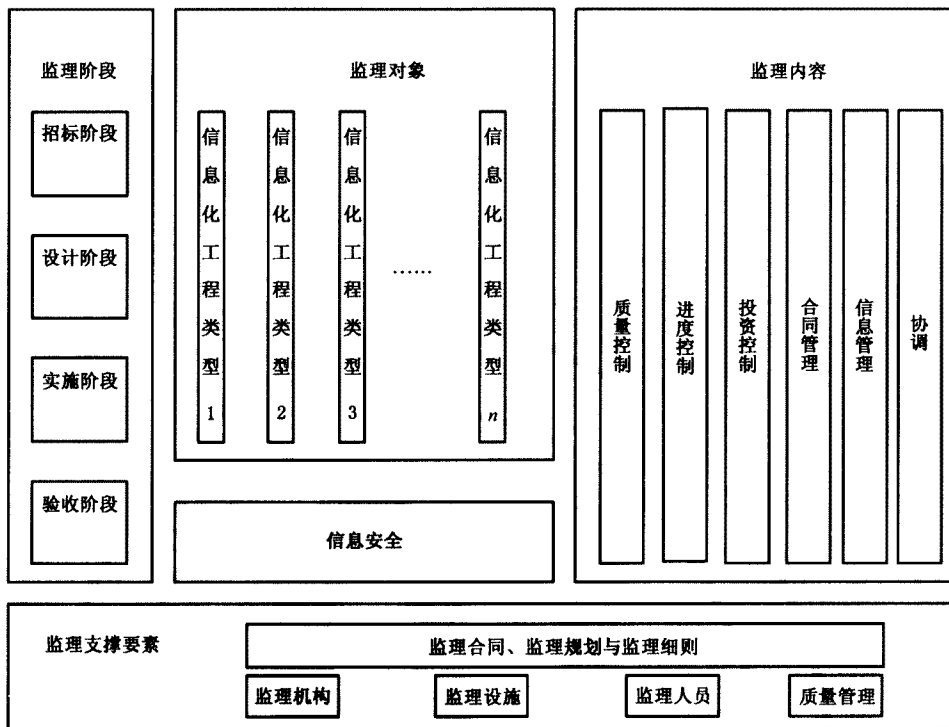 监理阶段
招标阶段
设计阶段
实施阶段
验收阶段
监理对象
信息化工程类型1
信息化工程类型2
信息化工程类型3
……
信息化工程类型n
信息安全
监理内容
质量控制
进度控制
投资控制
合同管理
信息管理
协调
监理支撑要素
监理合同、监理规划与监理细则
监理机构
监理设施
监理人员
质量管理